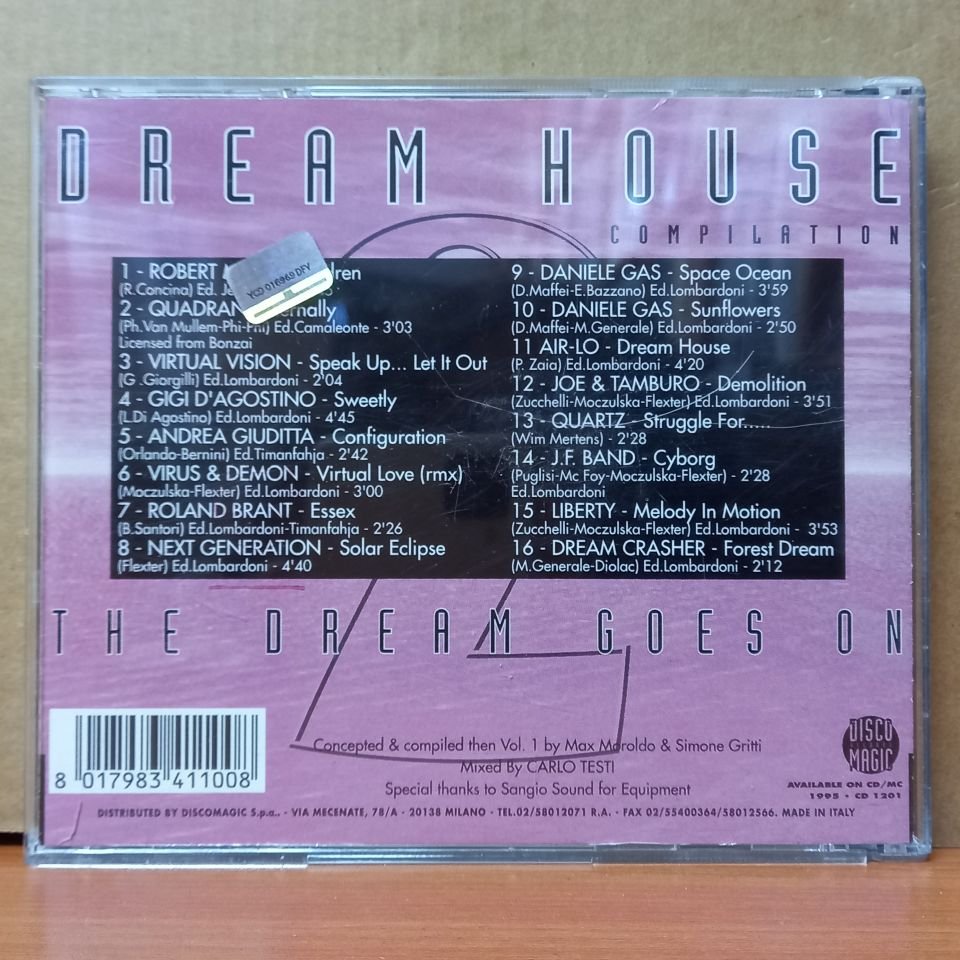 DREAM HOUSE
COMPILATION
YCD 016969 DFY
1 - ROBERT
(R.Concina) Ed.
2 - QUADRAN
(Ph.Van Mullem-Phi-Phi) Ed.Camaleonte - 3'03
Licensed from Bonzai
3 - VIRTUAL VISION - Speak Up... Let It Out
(G .Giorgilli) Ed.Lombardoni - 2'04
4 - GIGI D'AGOSTINO - Sweetly
(L.Di Agostino) Ed.Lombardoni - 4'45
5 - ANDREA GIUDITTA - Configuration
(Orlando-Bernini) Ed.Timanfahja - 2'42
6 - VIRUS & DEMON - Virtual Love (rmx)
(Moczulska-Flexter) Ed.Lombardoni - 3'00
7 - ROLAND BRANT - Essex
(B.Santori) Ed.Lombardoni-Timanfahja - 2'26
8 - NEXT GENERATION - Solar Eclipse
(Flexter) Ed.Lombardoni - 4'40
9 - DANIELE GAS - Space Ocean
(D.Maffei-E.Bazzano) Ed.Lombardoni - 3'59
10 - DANIELE GAS - Sunflowers
(D.Maffei-M.Generale) Ed.Lombardoni - 2'50
11 AIR-LO - Dream House
(P. Zaia) Ed.Lombardoni - 4'20
12 - JOE & TAMBURO - Demolition
(Zucchelli-Moczulska-Flexter) Ed.Lombardoni - 3'51
13 - QUARTZ - Struggle For.....
(Wim Mertens) - 2'28
14 - J.F. BAND - Cyborg
(Puglisi-Mc Foy-Moczulska-Flexter) - 2'28
Ed.Lombardoni
15 - LIBERTY - Melody In Motion
(Zucchelli-Moczulska-Flexter) Ed.Lombardoni - 3'53
16 - DREAM CRASHER - Forest Dream
(M.Generale-Diolac) Ed.Lombardoni - 2'12
THE DREAM GOES ON
Concepted & compiled then Vol. 1 by Max Moroldo & Simone Gritti
Mixed By CARLO TESTI
Special thanks to Sangio Sound for Equipment
8 017983 411008
DISCO
MAGIC
AVAILABLE ON CD/MC
1995 • CD 1201
DISTRIBUTED BY DISCOMAGIC S.p.a.. - VIA MECENATE, 78/A - 20138 MILANO - TEL.02/58012071 R.A. - FAX 02/55400364/58012566. MADE IN ITALY